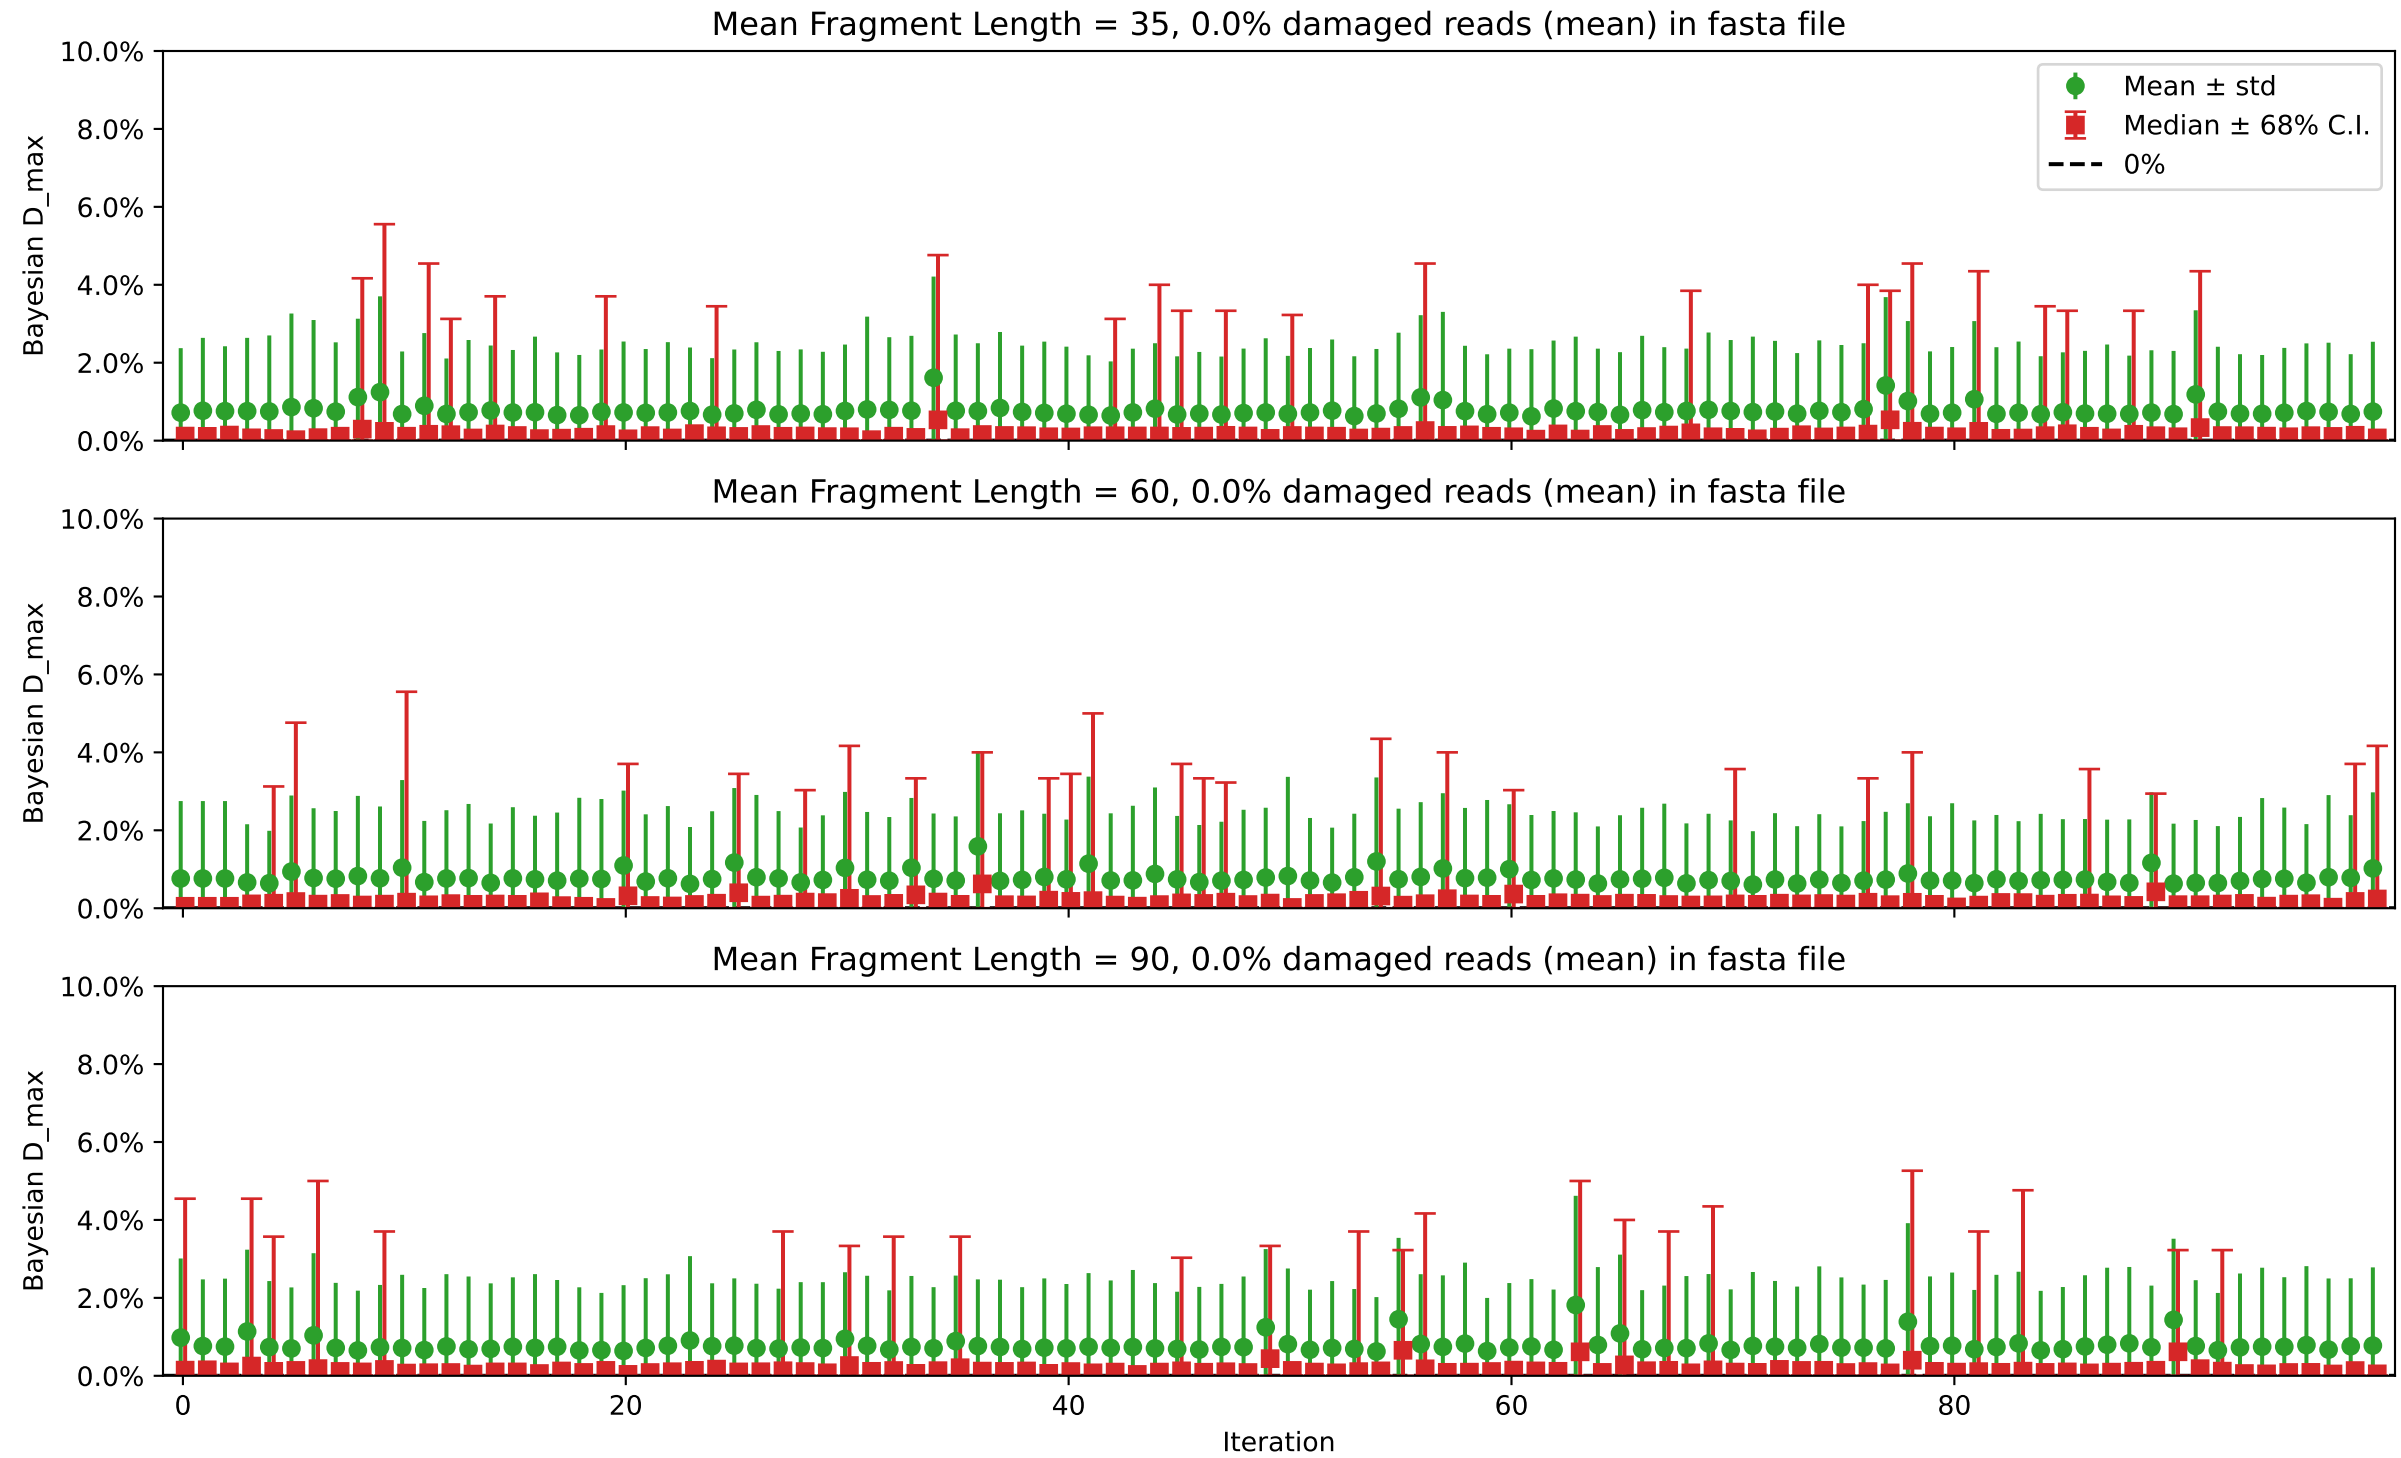 Mean Fragment Length = 35, 0.0% damaged reads (mean) in fasta file
10.0%
8.0%
6.0%
4.0%
2.0%
0.0%
Bayesian D_max
Mean ± std
Median ± 68% C.I.
0%
Mean Fragment Length = 60, 0.0% damaged reads (mean) in fasta file
10.0%
8.0%
6.0%
4.0%
2.0%
0.0%
Bayesian D_max
Mean Fragment Length = 90, 0.0% damaged reads (mean) in fasta file
10.0%
8.0%
6.0%
4.0%
2.0%
0.0%
Bayesian D_max
0 20 40 60 80
Iteration